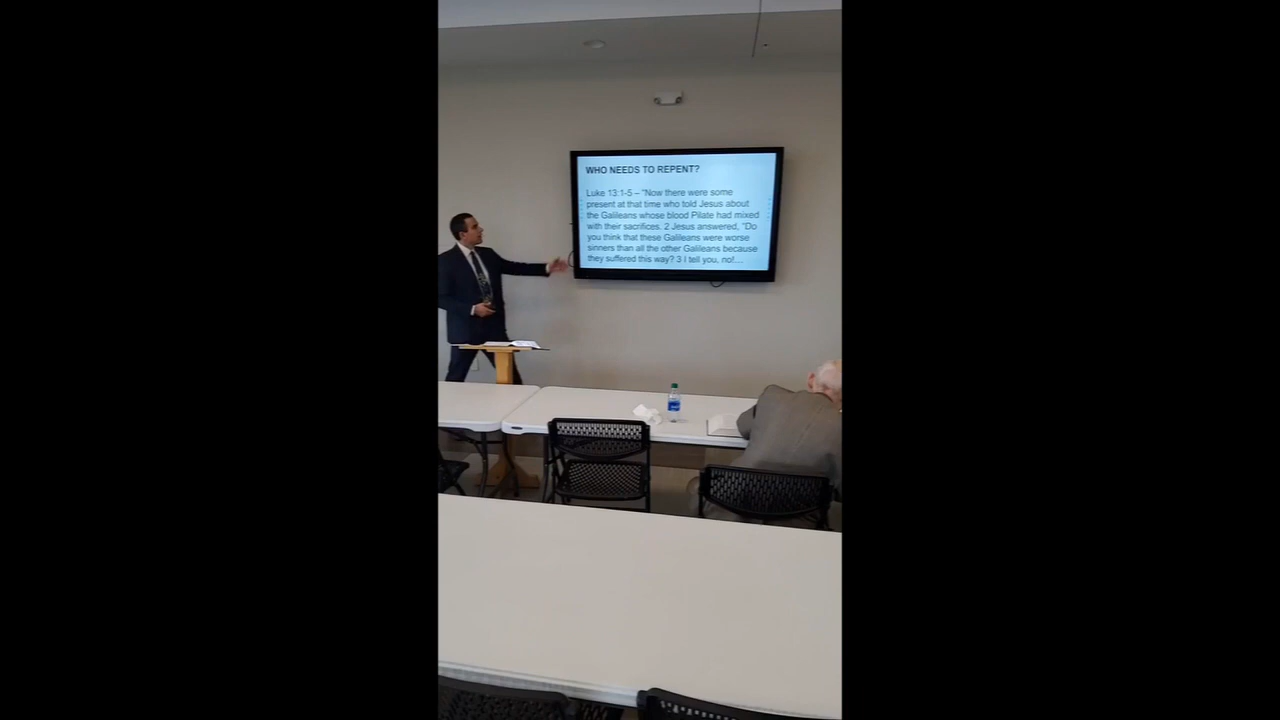 WHO NEEDS TO REPENT?
Luke 13:1-5 – "Now there were some
present at that time who told Jesus about
the Galileans whose blood Pilate had mixed
with their sacrifices. 2 Jesus answered, "Do
you think that these Galileans were worse
sinners than all the other Galileans because
they suffered this way? 3 I tell you, no!...